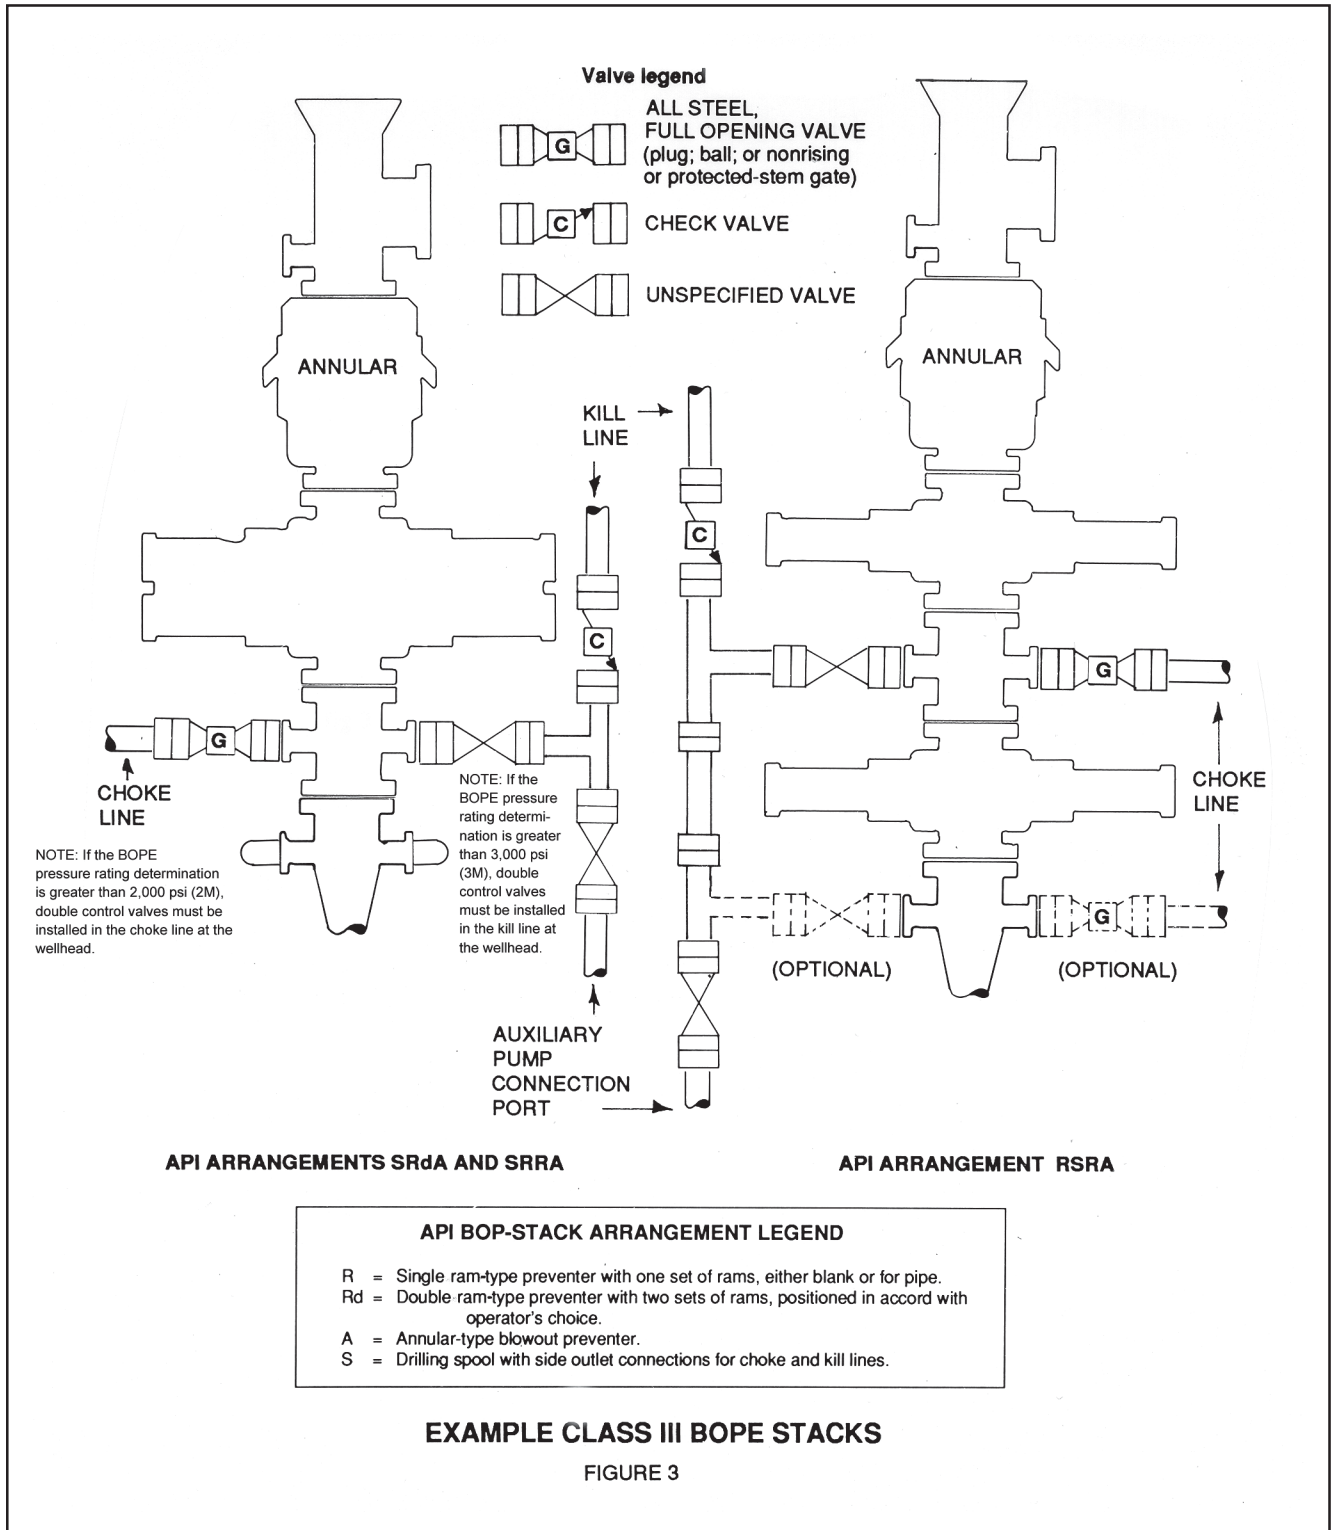 Valve legend
G
ALL STEEL,
FULL OPENING VALVE
(plug; ball; or nonrising
or protected-stem gate)
C
CHECK VALVE
UNSPECIFIED VALVE
ANNULAR
ANNULAR
KILL
LINE
C
C
G
G
CHOKE
LINE
NOTE: If the BOPE
pressure rating determination
is greater than 2,000 psi (2M),
double control valves must be
installed in the choke line at the
wellhead.
NOTE: If the
BOPE pressure
rating determi-
nation is greater
than 3,000 psi
(3M), double
control valves
must be installed
in the kill line at
the wellhead.
CHOKE
LINE
G
(OPTIONAL)
(OPTIONAL)
AUXILIARY
PUMP
CONNECTION
PORT
API ARRANGEMENTS SRdA AND SRRA
API ARRANGEMENT RSRA
API BOP-STACK ARRANGEMENT LEGEND
R = Single ram-type preventer with one set of rams, either blank or for pipe.
Rd = Double ram-type preventer with two sets of rams, positioned in accord with
operator's choice.
A = Annular-type blowout preventer.
S = Drilling spool with side outlet connections for choke and kill lines.
EXAMPLE CLASS III BOPE STACKS
FIGURE 3